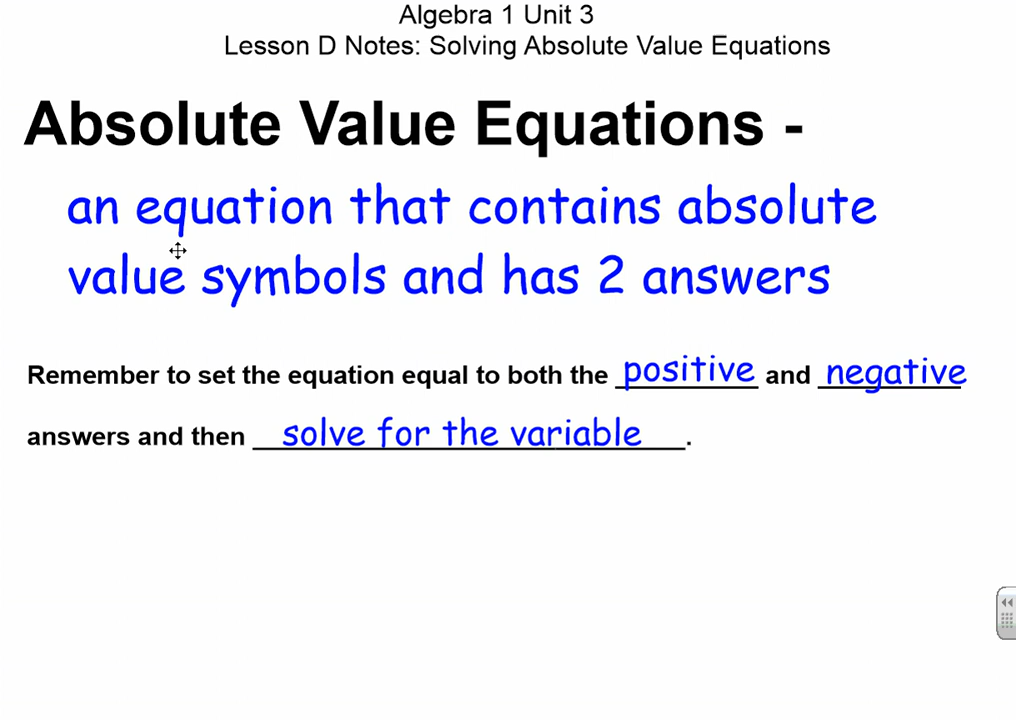 Algebra 1 Unit 3
Lesson D Notes: Solving Absolute Value Equations
Absolute Value Equations -
an equation that contains absolute
value symbols and has 2 answers
Remember to set the equation equal to both the positive and negative
answers and then solve for the variable.